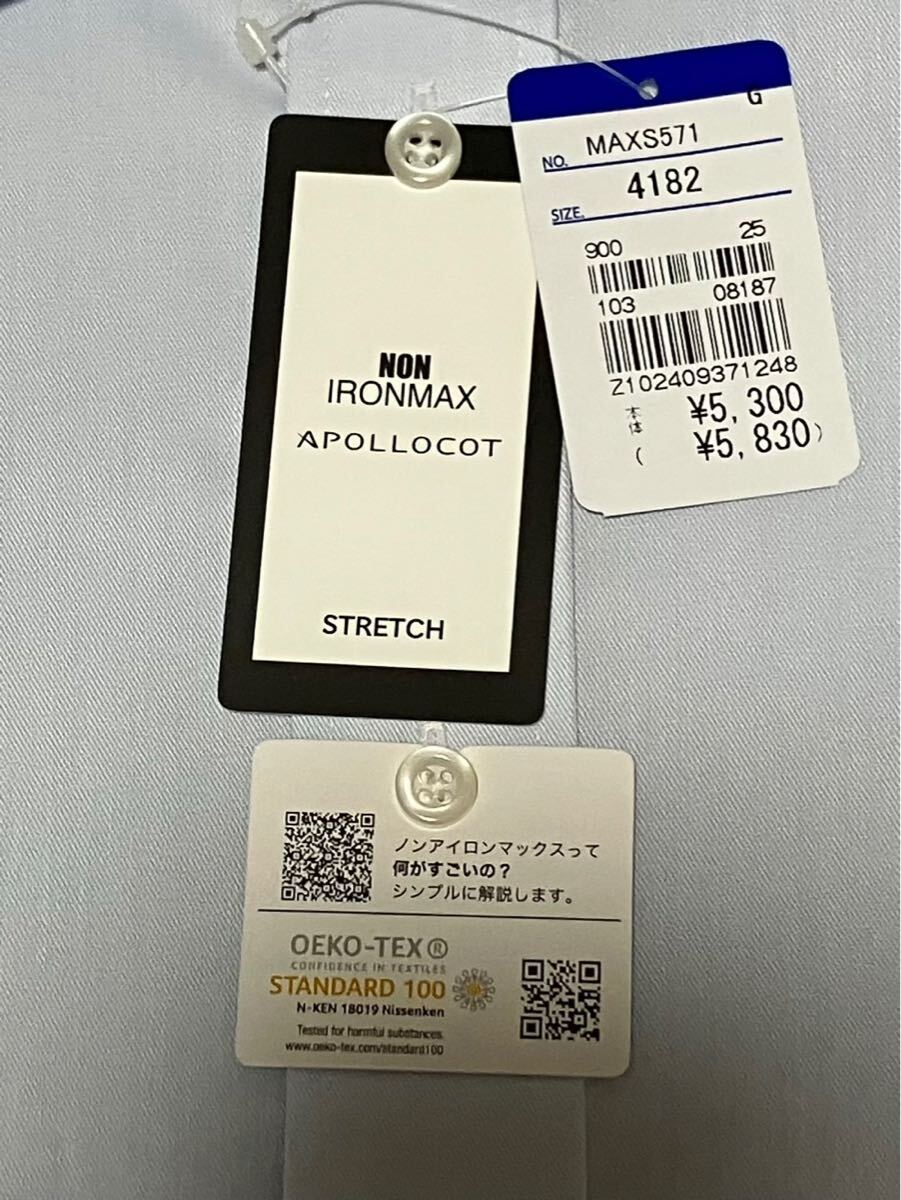 G
NO. MAXS571
SIZE. 4182
900 25
103 08187
Z102409371248
本体 ¥5,300
( ¥5,830)
NON
IRONMAX
APOLLOCOT
STRETCH
ノンアイロンマックスって
何がすごいの?
シンプルに解説します。
OEKO-TEX®
CONFIDENCE IN TEXTILES
STANDARD 100
N-KEN 18019 Nissenken
Tested for harmful substances.
www.oeko-tex.com/standard100